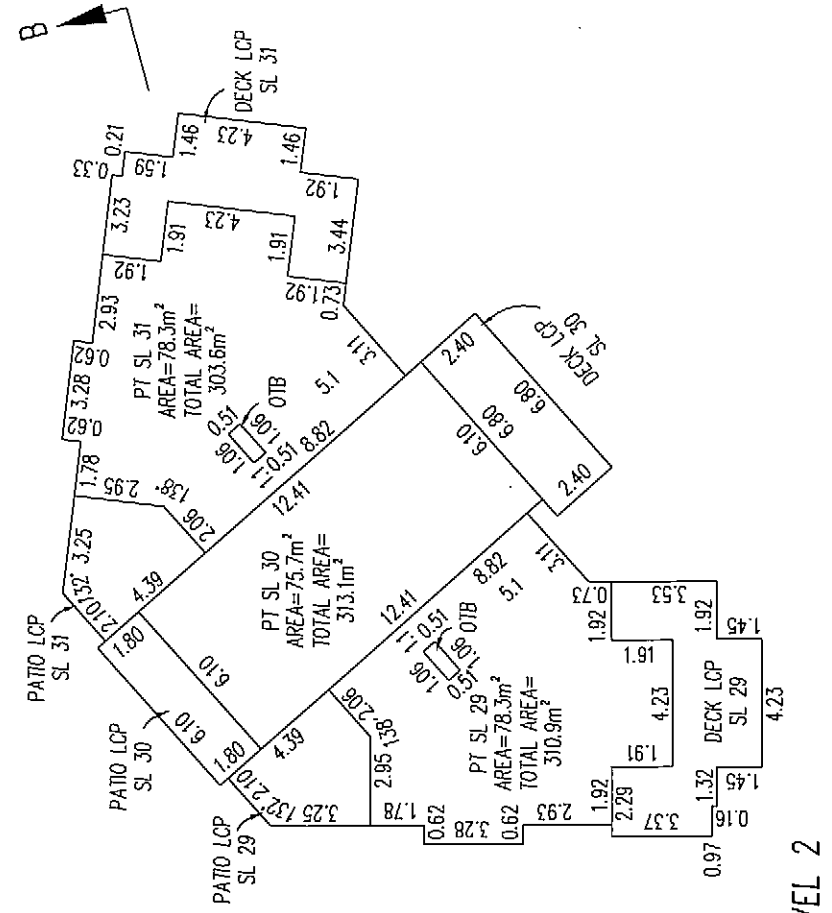 B
DECK LCP
SL 31
0.21
0.33
1.59
1.46
4.23
1.46
1.92
3.23
1.92
1.91
4.23
1.91
3.44
1.92
0.73
2.93
0.62
3.28
0.62
1.78
PT SL 31
AREA=78.3m²
TOTAL AREA=
303.6m²
OTB
0.51
1.06
1.06
0.51
1.1
5.1
3.11
8.82
12.41
2.95
138°
2.06
3.25
132°
2.10
4.39
PATIO LCP
SL 31
1.80
PATIO LCP
SL 30
6.10
6.10
1.80
PT SL 30
AREA=75.7m²
TOTAL AREA=
313.1m²
6.10
6.80
2.40
6.80
2.40
DECK LCP
SL 30
12.41
8.82
5.1
3.11
1.1
0.51
OTB
1.06
1.06
0.51
PT SL 29
AREA=78.3m²
TOTAL AREA=
310.9m²
4.39
2.06
138°
2.95
2.10
132°
3.25
PATIO LCP
SL 29
1.78
0.62
3.28
0.62
2.93
1.92
2.29
3.37
0.97
0.16
1.32
1.45
4.23
1.45
1.92
3.53
0.73
1.92
1.91
4.23
1.91
DECK LCP
SL 29
VEL 2